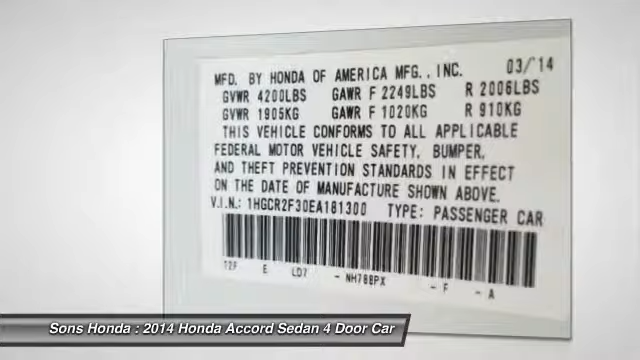 MFD. BY HONDA OF AMERICA MFG., INC. 03/14
GVWR 4200LBS GAWR F 2249LBS R 2006LBS
GVWR 1905KG GAWR F 1020KG R 910KG
THIS VEHICLE CONFORMS TO ALL APPLICABLE
FEDERAL MOTOR VEHICLE SAFETY, BUMPER,
AND THEFT PREVENTION STANDARDS IN EFFECT
ON THE DATE OF MANUFACTURE SHOWN ABOVE.
V.I.N.: 1HGCR2F30EA181300 TYPE: PASSENGER CAR
T2F E LD7 - NH788PX - F - A
Sons Honda : 2014 Honda Accord Sedan 4 Door Car